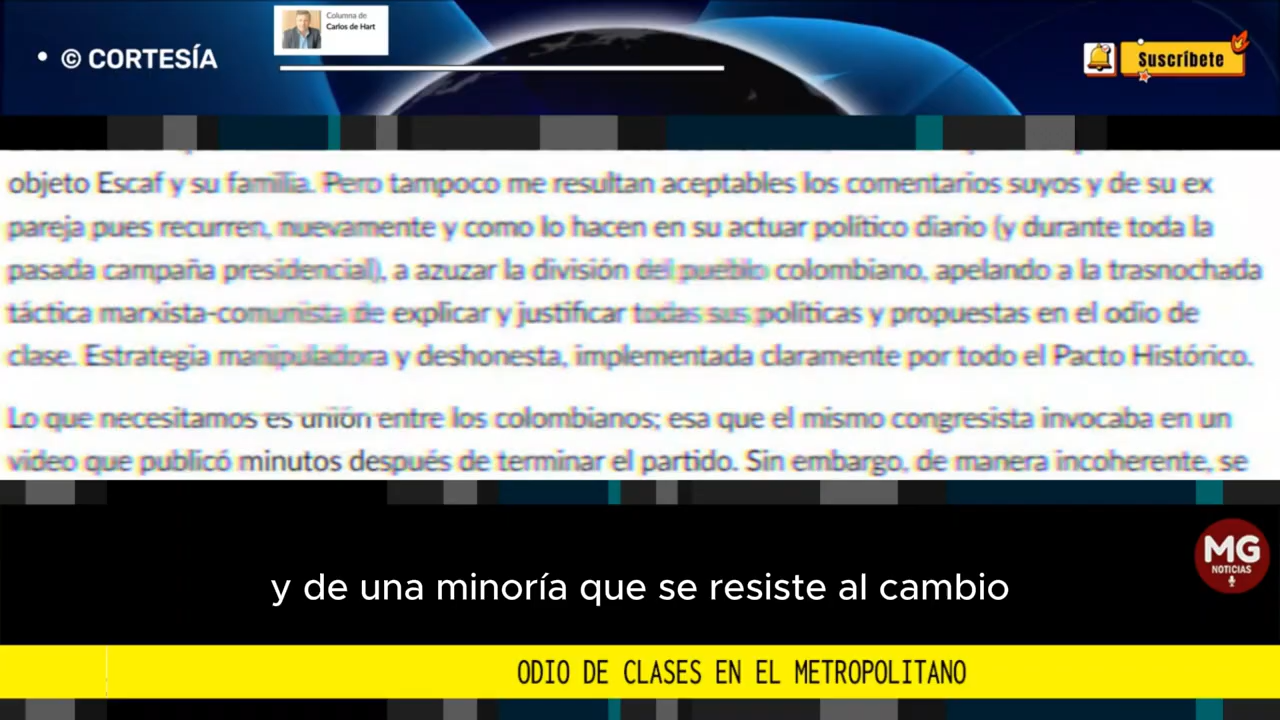 • © CORTESÍA
Columna de
Carlos de Hart
Suscríbete
objeto Escaf y su familia. Pero tampoco me resultan aceptables los comentarios suyos y de su ex
pareja pues recurren, nuevamente y como lo hacen en su actuar político diario (y durante toda la
pasada campaña presidencial), a azuzar la división del pueblo colombiano, apelando a la trasnochada
táctica marxista-comunista de explicar y justificar todas sus políticas y propuestas en el odio de
clase. Estrategia manipuladora y deshonesta, implementada claramente por todo el Pacto Histórico.
Lo que necesitamos es unión entre los colombianos; esa que el mismo congresista invocaba en un
video que publicó minutos después de terminar el partido. Sin embargo, de manera incoherente, se
y de una minoría que se resiste al cambio
MG
NOTICIAS
ODIO DE CLASES EN EL METROPOLITANO